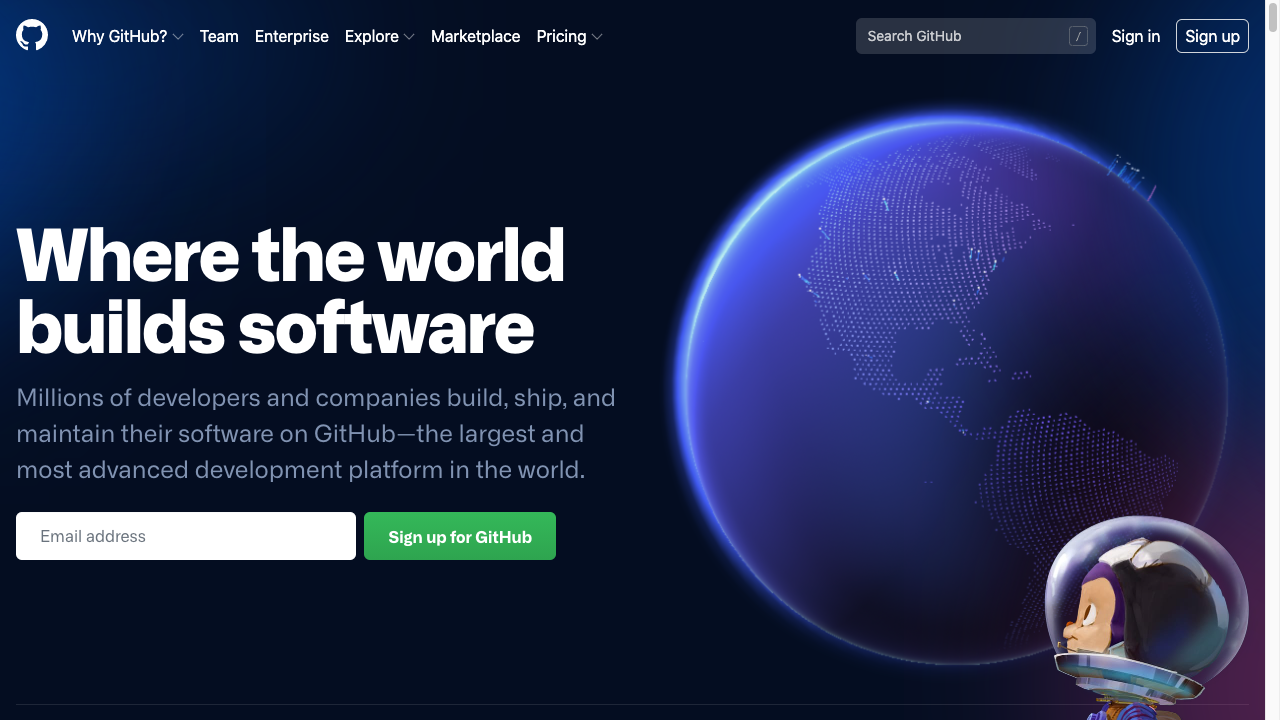 Why GitHub? Team Enterprise Explore Marketplace Pricing Search GitHub / Sign in Sign up
Where the world
builds software
Millions of developers and companies build, ship, and
maintain their software on GitHub—the largest and
most advanced development platform in the world.
Email address Sign up for GitHub